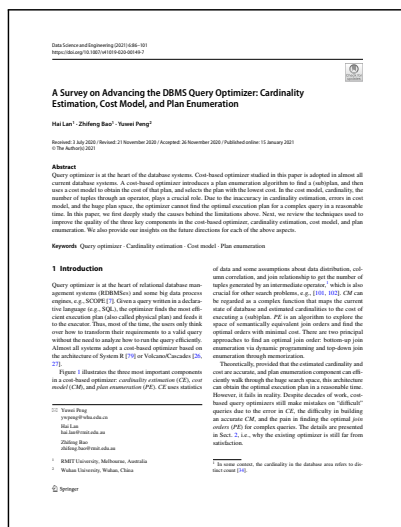 Data Science and Engineering (2021) 6:86–101
https://doi.org/10.1007/s41019-020-00149-7
A Survey on Advancing the DBMS Query Optimizer: Cardinality
Estimation, Cost Model, and Plan Enumeration
Hai Lan¹ · Zhifeng Bao¹ · Yuwei Peng²
Received: 3 July 2020 / Revised: 21 November 2020 / Accepted: 26 November 2020 / Published online: 15 January 2021
© The Author(s) 2021
Abstract
Query optimizer is at the heart of the database systems. Cost-based optimizer studied in this paper is adopted in almost all
current database systems. A cost-based optimizer introduces a plan enumeration algorithm to find a (sub)plan, and then
uses a cost model to obtain the cost of that plan, and selects the plan with the lowest cost. In the cost model, cardinality, the
number of tuples through an operator, plays a crucial role. Due to the inaccuracy in cardinality estimation, errors in cost
model, and the huge plan space, the optimizer cannot find the optimal execution plan for a complex query in a reasonable
time. In this paper, we first deeply study the causes behind the limitations above. Next, we review the techniques used to
improve the quality of the three key components in the cost-based optimizer, cardinality estimation, cost model, and plan
enumeration. We also provide our insights on the future directions for each of the above aspects.
Keywords Query optimizer · Cardinality estimation · Cost model · Plan enumeration
1 Introduction
Query optimizer is at the heart of relational database man-
agement systems (RDBMSes) and some big data process
engines, e.g., SCOPE [7]. Given a query written in a declara-
tive language (e.g., SQL), the optimizer finds the most effi-
cient execution plan (also called physical plan) and feeds it
to the executor. Thus, most of the time, the users only think
over how to transform their requirements to a valid query
without the need to analyze how to run the query efficiently.
Almost all systems adopt a cost-based optimizer based on
the architecture of System R [79] or Volcano/Cascades [26,
27].
Figure 1 illustrates the three most important components
in a cost-based optimizer: cardinality estimation (CE), cost
model (CM), and plan enumeration (PE). CE uses statistics
✉ Yuwei Peng
ywpeng@whu.edu.cn
Hai Lan
hai.lan@rmit.edu.au
Zhifeng Bao
zhifeng.bao@rmit.edu.au
¹ RMIT University, Melbourne, Australia
² Wuhan University, Wuhan, China
of data and some assumptions about data distribution, col-
umn correlation, and join relationship to get the number of
tuples generated by an intermediate operator,¹ which is also
crucial for other search problems, e.g., [101, 102]. CM can
be regarded as a complex function that maps the current
state of database and estimated cardinalities to the cost of
executing a (sub)plan. PE is an algorithm to explore the
space of semantically equivalent join orders and find the
optimal orders with minimal cost. There are two principal
approaches to find an optimal join order: bottom-up join
enumeration via dynamic programming and top-down join
enumeration through memorization.
Theoretically, provided that the estimated cardinality and
cost are accurate, and plan enumeration component can ef-
ficiently walk through the huge search space, this architecture
can obtain the optimal execution plan in a reasonable time.
However, it fails in reality. Despite decades of work, cost-
based query optimizers still make mistakes on “difficult”
queries due to the error in CE, the difficulty in building
an accurate CM, and the pain in finding the optimal join
orders (PE) for complex queries. The details are presented
in Sect. 2, i.e., why the existing optimizer is still far from
satisfaction.
¹ In some context, the cardinality in the database area refers to dis-
tinct count [34].
Springer